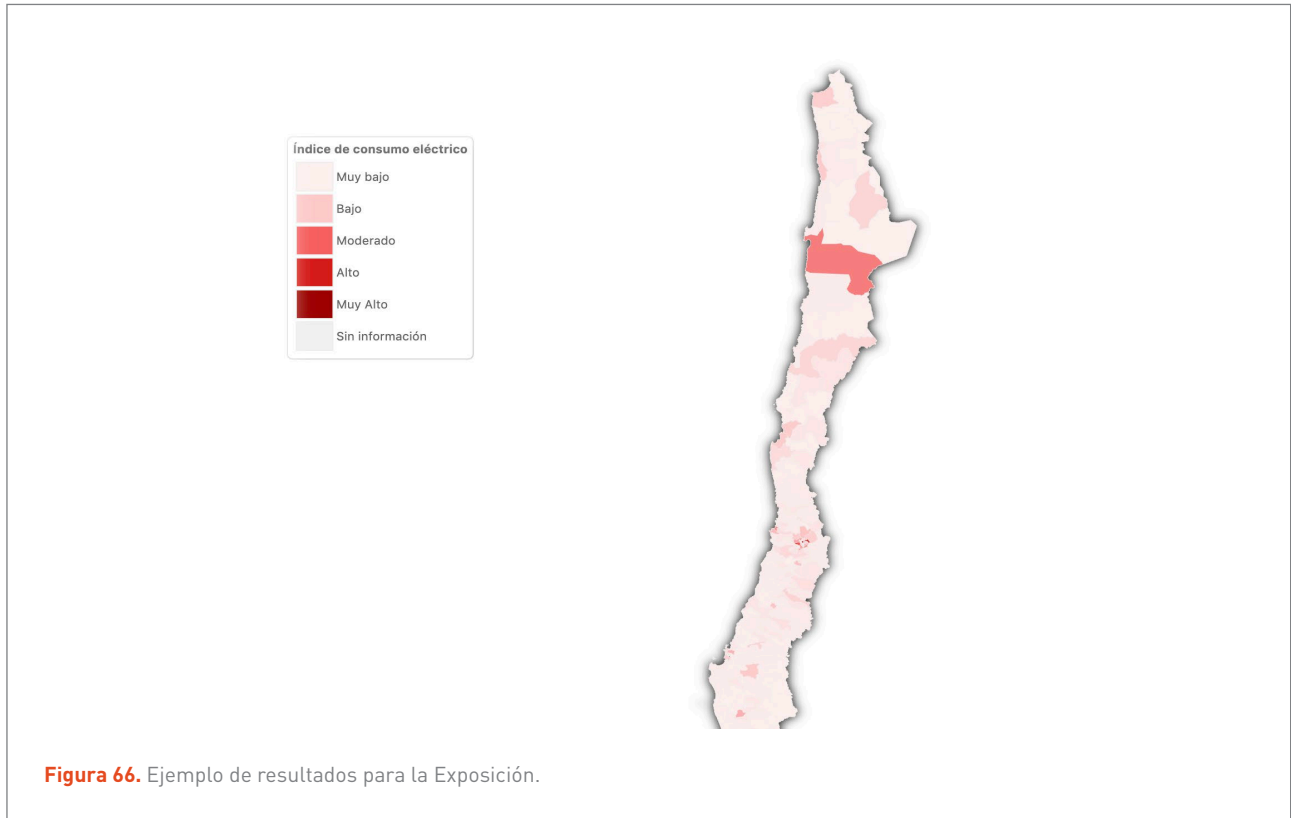 Índice de consumo eléctrico
Muy bajo
Bajo
Moderado
Alto
Muy Alto
Sin información
Figura 66. Ejemplo de resultados para la Exposición.